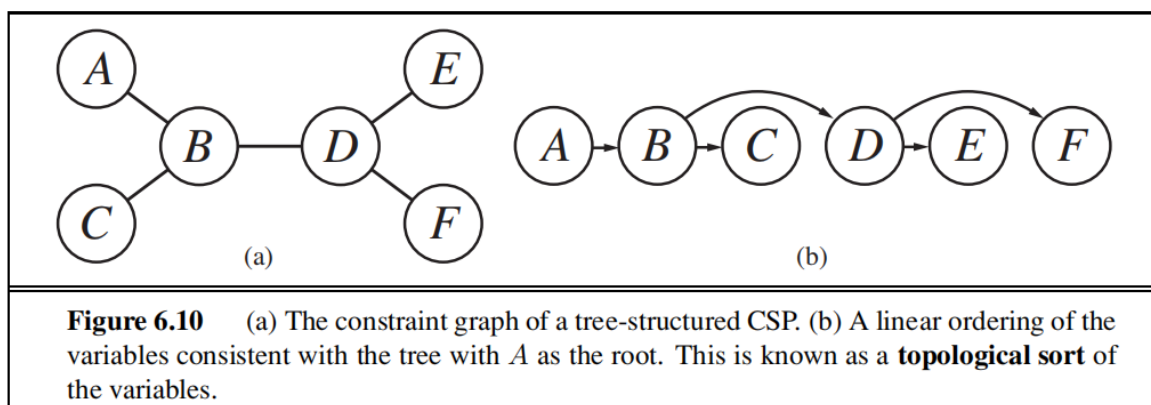 A
E
B
D
C
F
(a)
A
B
C
D
E
F
(b)
Figure 6.10 (a) The constraint graph of a tree-structured CSP. (b) A linear ordering of the
variables consistent with the tree with A as the root. This is known as a topological sort of
the variables.